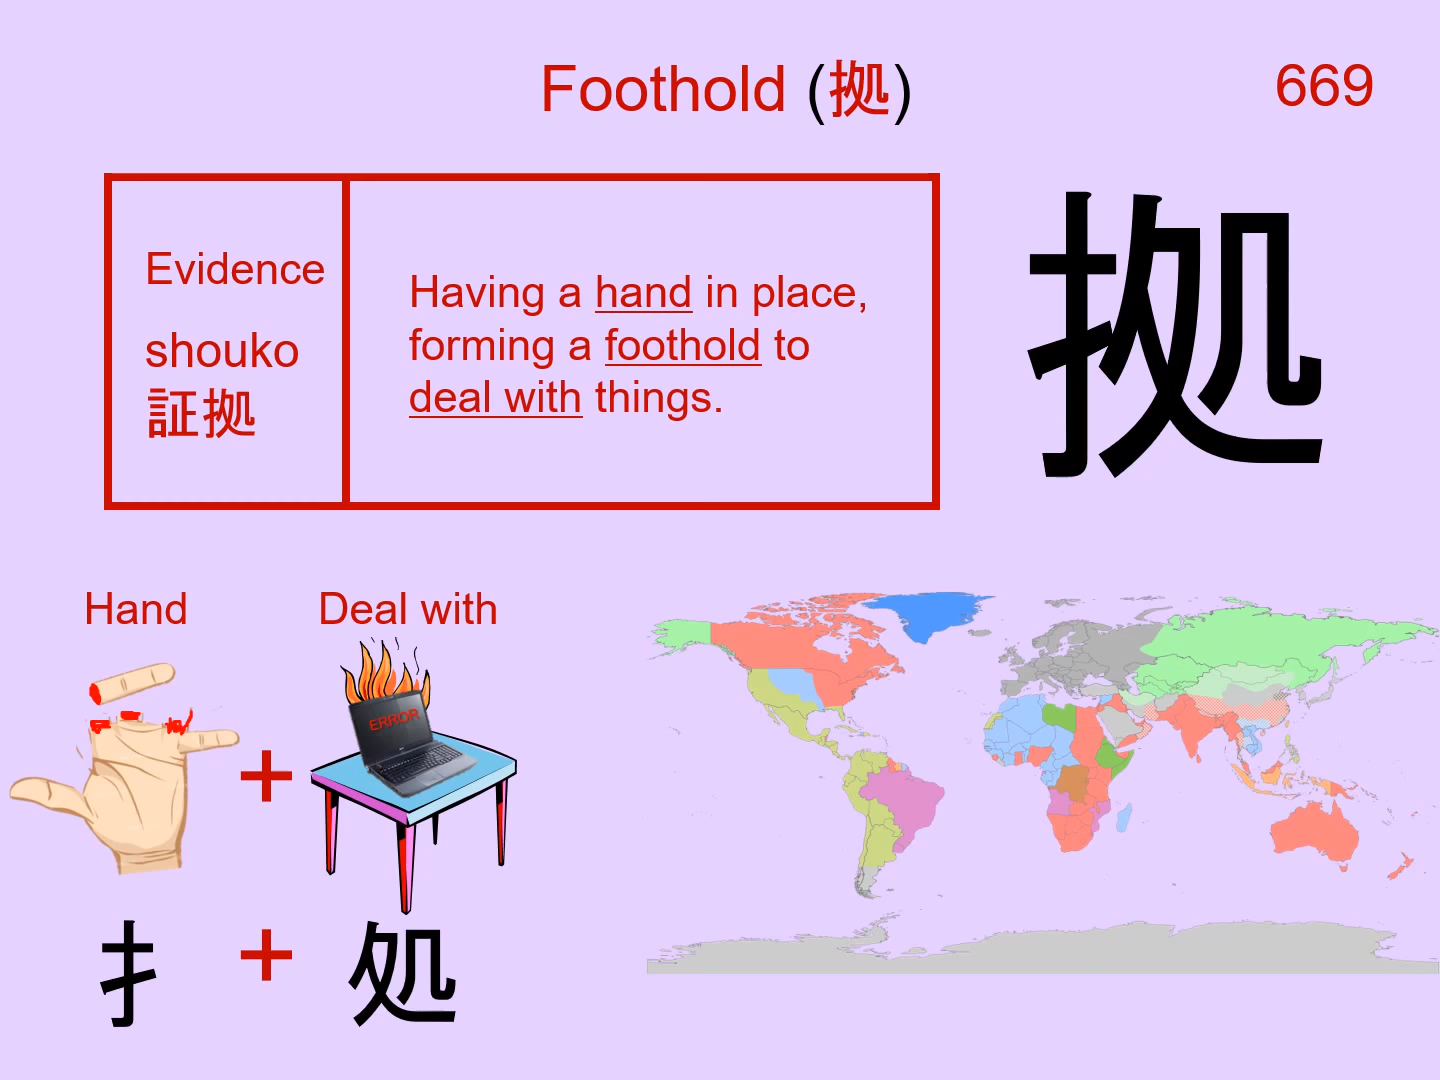 Foothold (拠)
669
Evidence
shouko
証拠
Having a hand in place,
forming a foothold to
deal with things.
拠
Hand
Deal with
ERROR
+
扌 + 処